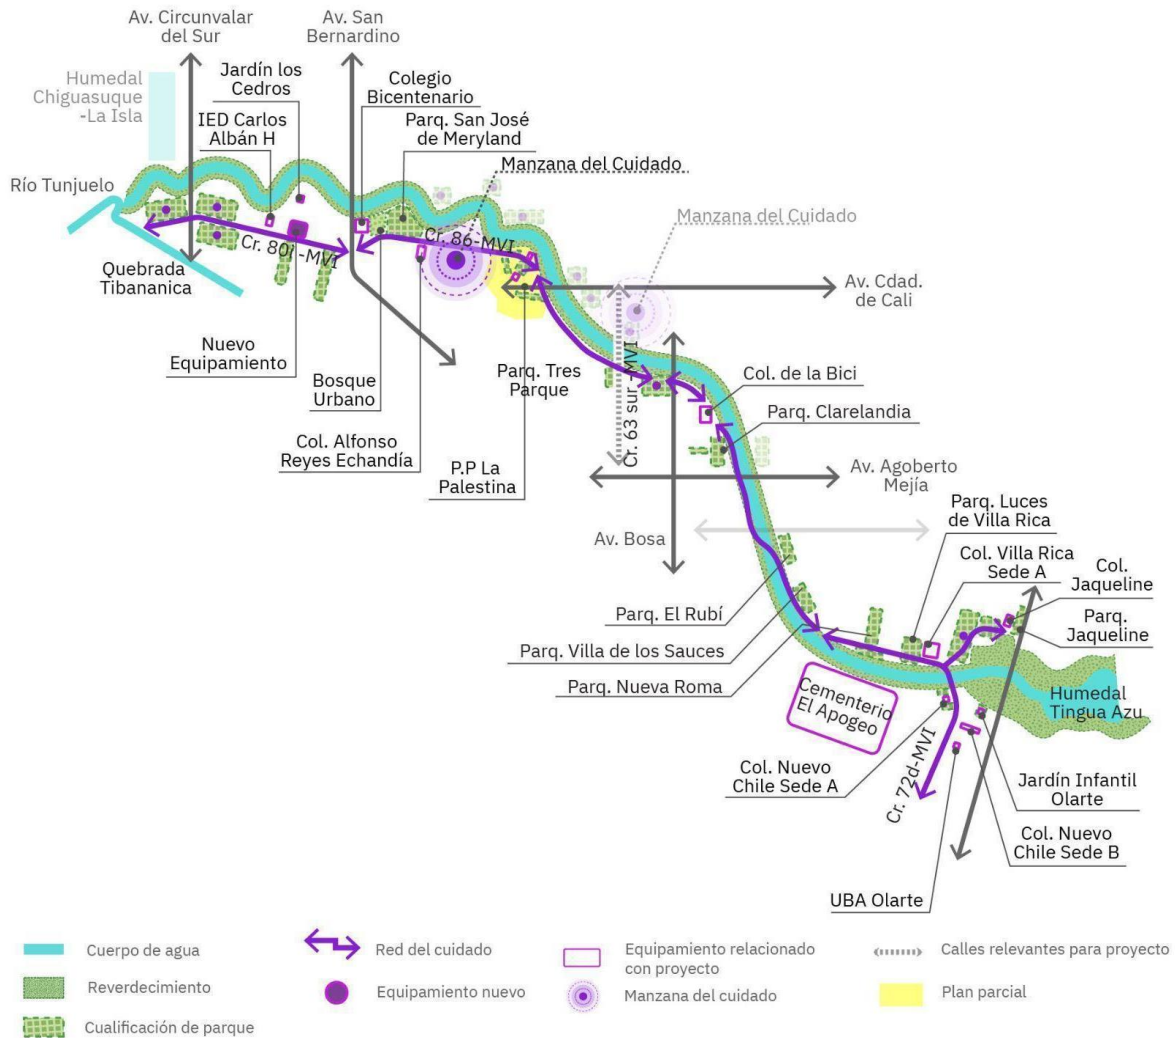 Av. Circunvalar
del Sur
Av. San
Bernardino
Humedal
Chiguasuque
-La Isla
Jardín los
Cedros
Colegio
Bicentenario
IED Carlos
Albán H
Parq. San José
de Meryland
Manzana del Cuidado
Río Tunjuelo
Manzana del Cuidado
Cr. 80i -MVI
Cr. 86-MVI
Quebrada
Tibananica
Av. Cdad.
de Cali
Nuevo
Equipamiento
Bosque
Urbano
Parq. Tres
Parque
Cr. 63 sur -MVI
Col. de la Bici
Parq. Clarelandia
Col. Alfonso
Reyes Echandía
P.P La
Palestina
Av. Agoberto
Mejía
Parq. Luces
de Villa Rica
Av. Bosa
Col. Villa Rica
Sede A
Col.
Jaqueline
Parq. El Rubí
Parq.
Jaqueline
Parq. Villa de los Sauces
Parq. Nueva Roma
Cementerio
El Apogeo
Humedal
Tingua Azu
Col. Nuevo
Chile Sede A
Cr. 72d-MVI
Jardín Infantil
Olarte
Col. Nuevo
Chile Sede B
UBA Olarte
Cuerpo de agua
Red del cuidado
Equipamiento relacionado
con proyecto
Calles relevantes para proyecto
Reverdecimiento
Equipamiento nuevo
Manzana del cuidado
Plan parcial
Cualificación de parque